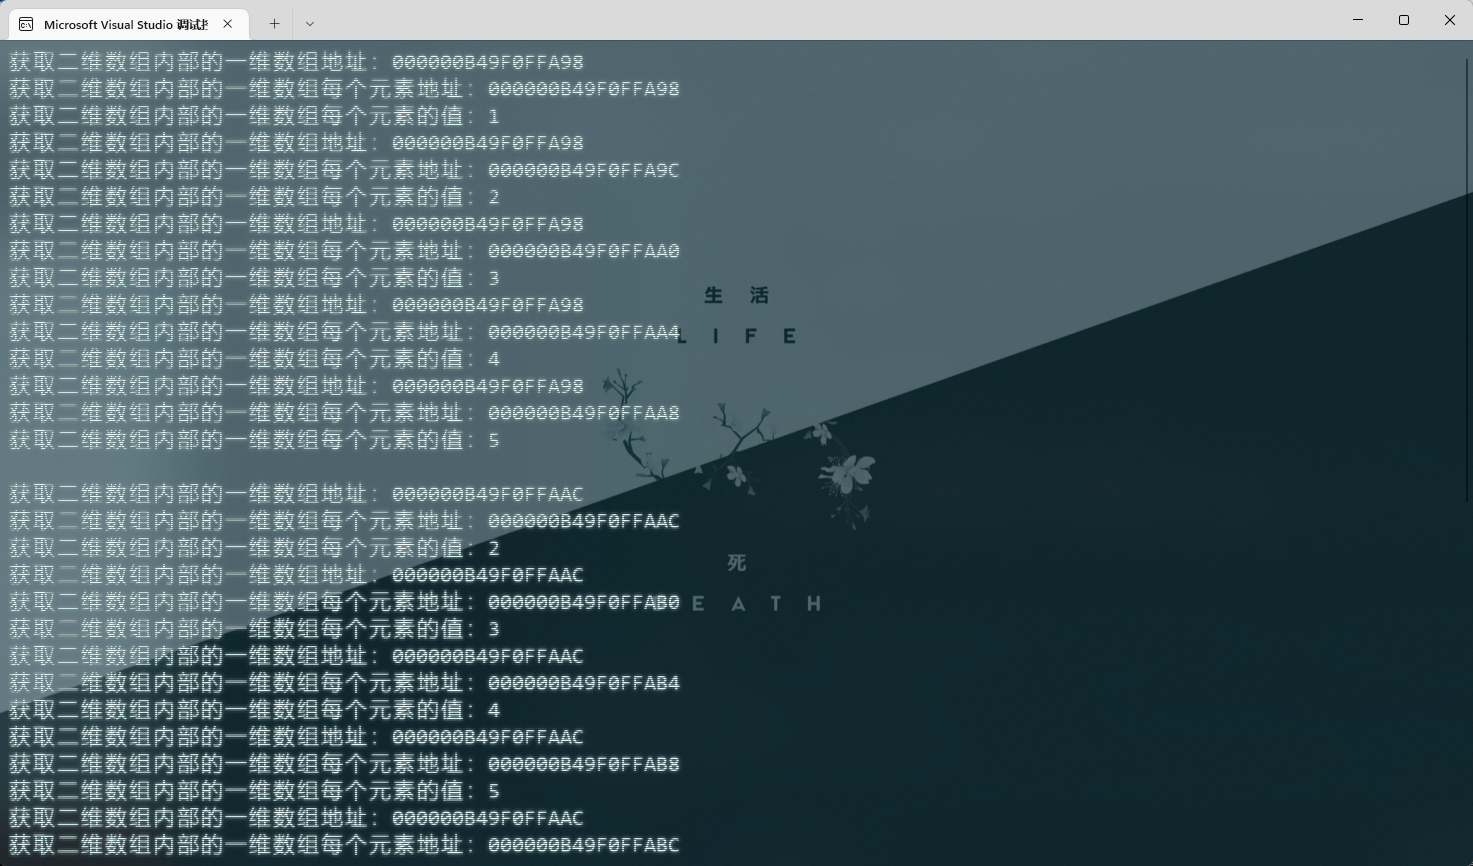 Microsoft Visual Studio 调试
获取二维数组内部的一维数组地址: 000000B49F0FFA98
获取二维数组内部的一维数组每个元素地址: 000000B49F0FFA98
获取二维数组内部的一维数组每个元素的值: 1
获取二维数组内部的一维数组地址: 000000B49F0FFA98
获取二维数组内部的一维数组每个元素地址: 000000B49F0FFA9C
获取二维数组内部的一维数组每个元素的值: 2
获取二维数组内部的一维数组地址: 000000B49F0FFA98
获取二维数组内部的一维数组每个元素地址: 000000B49F0FFAA0
获取二维数组内部的一维数组每个元素的值: 3
获取二维数组内部的一维数组地址: 000000B49F0FFA98
获取二维数组内部的一维数组每个元素地址: 000000B49F0FFAA4
获取二维数组内部的一维数组每个元素的值: 4
获取二维数组内部的一维数组地址: 000000B49F0FFA98
获取二维数组内部的一维数组每个元素地址: 000000B49F0FFAA8
获取二维数组内部的一维数组每个元素的值: 5
获取二维数组内部的一维数组地址: 000000B49F0FFAAC
获取二维数组内部的一维数组每个元素地址: 000000B49F0FFAAC
获取二维数组内部的一维数组每个元素的值: 2
获取二维数组内部的一维数组地址: 000000B49F0FFAAC
获取二维数组内部的一维数组每个元素地址: 000000B49F0FFAB0
获取二维数组内部的一维数组每个元素的值: 3
获取二维数组内部的一维数组地址: 000000B49F0FFAAC
获取二维数组内部的一维数组每个元素地址: 000000B49F0FFAB4
获取二维数组内部的一维数组每个元素的值: 4
获取二维数组内部的一维数组地址: 000000B49F0FFAAC
获取二维数组内部的一维数组每个元素地址: 000000B49F0FFAB8
获取二维数组内部的一维数组每个元素的值: 5
获取二维数组内部的一维数组地址: 000000B49F0FFAAC
获取二维数组内部的一维数组每个元素地址: 000000B49F0FFABC
生 活
L I F E
死
E A T H